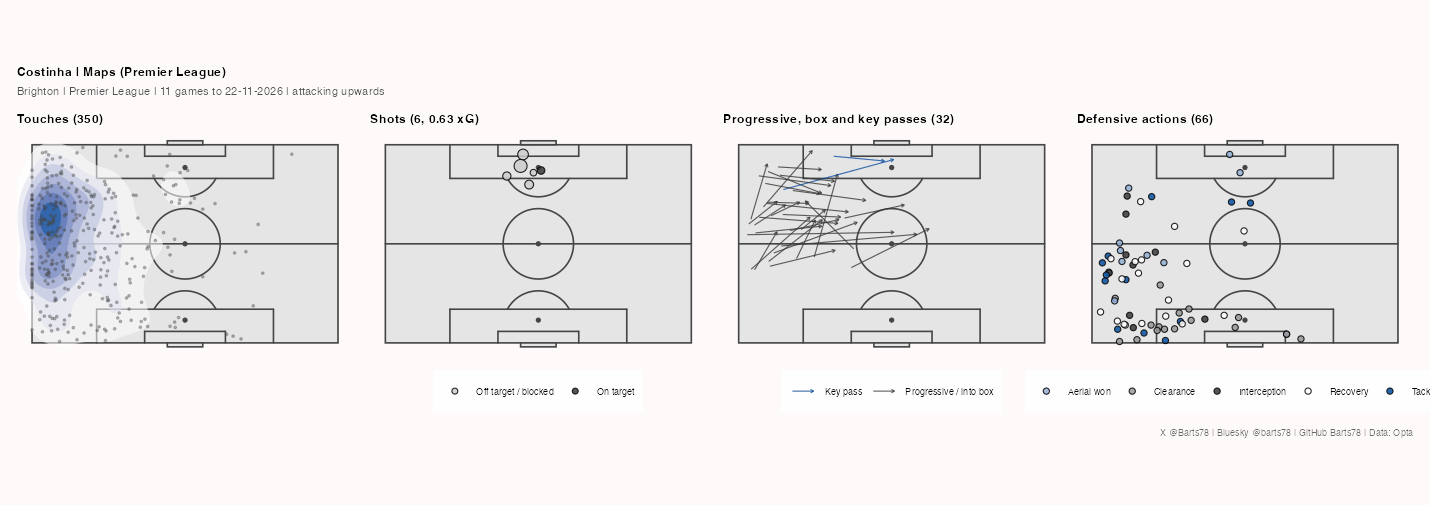 Costinha | Maps (Premier League)
Brighton | Premier League | 11 games to 22-11-2026 | attacking upwards
Touches (350)
Shots (6, 0.63 xG)
Progressive, box and key passes (32)
Defensive actions (66)
Off target / blocked
On target
Key pass
Progressive / into box
Aerial won
Clearance
Interception
Recovery
Tack
X @Barts78 | Bluesky @barts78 | GitHub Barts78 | Data: Opta